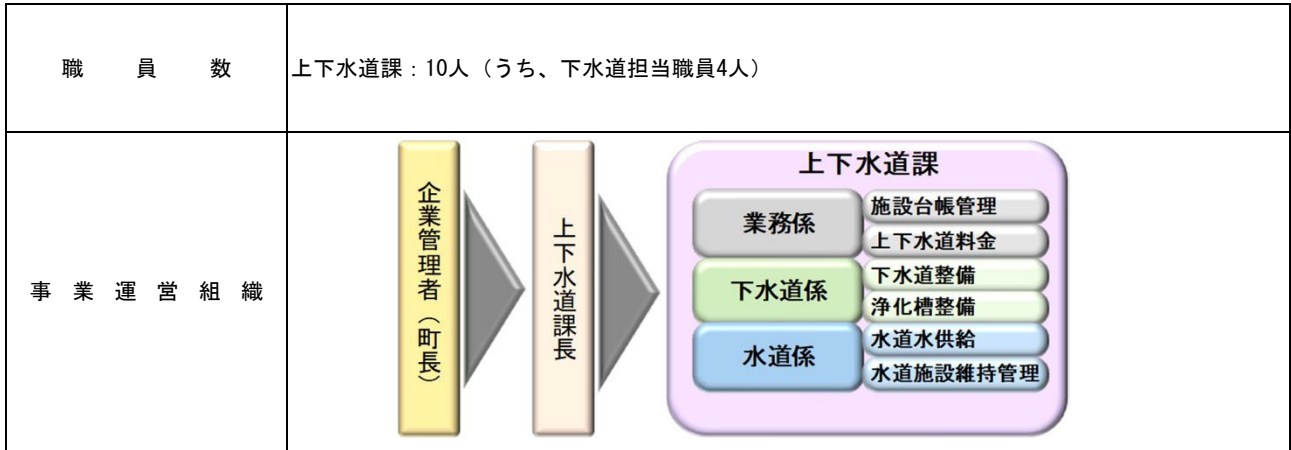 職員数
上下水道課：10人（うち、下水道担当職員4人）
事業運営組織
企業管理者（町長）
上下水道課長
上下水道課
業務係
施設台帳管理
上下水道料金
下水道係
下水道整備
浄化槽整備
水道係
水道水供給
水道施設維持管理